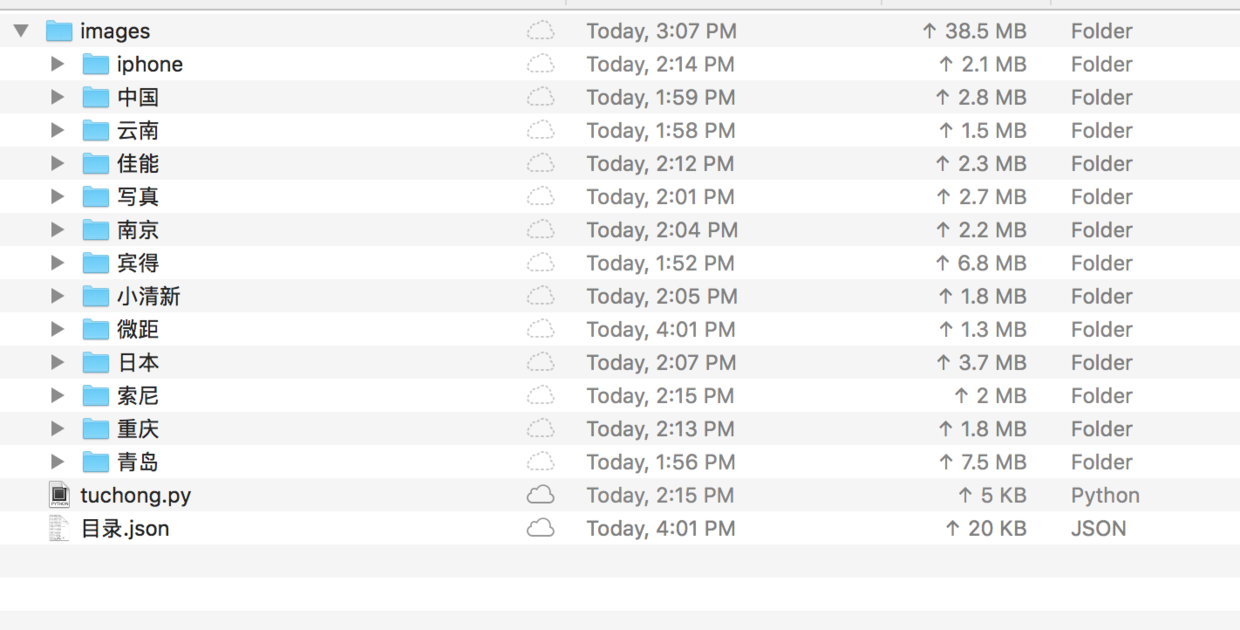 images Today, 3:07 PM ↑ 38.5 MB Folder
iphone Today, 2:14 PM ↑ 2.1 MB Folder
中国 Today, 1:59 PM ↑ 2.8 MB Folder
云南 Today, 1:58 PM ↑ 1.5 MB Folder
佳能 Today, 2:12 PM ↑ 2.3 MB Folder
写真 Today, 2:01 PM ↑ 2.7 MB Folder
南京 Today, 2:04 PM ↑ 2.2 MB Folder
宾得 Today, 1:52 PM ↑ 6.8 MB Folder
小清新 Today, 2:05 PM ↑ 1.8 MB Folder
微距 Today, 4:01 PM ↑ 1.3 MB Folder
日本 Today, 2:07 PM ↑ 3.7 MB Folder
索尼 Today, 2:15 PM ↑ 2 MB Folder
重庆 Today, 2:13 PM ↑ 1.8 MB Folder
青岛 Today, 1:56 PM ↑ 7.5 MB Folder
tuchong.py Today, 2:15 PM ↑ 5 KB Python
目录.json Today, 4:01 PM ↑ 20 KB JSON